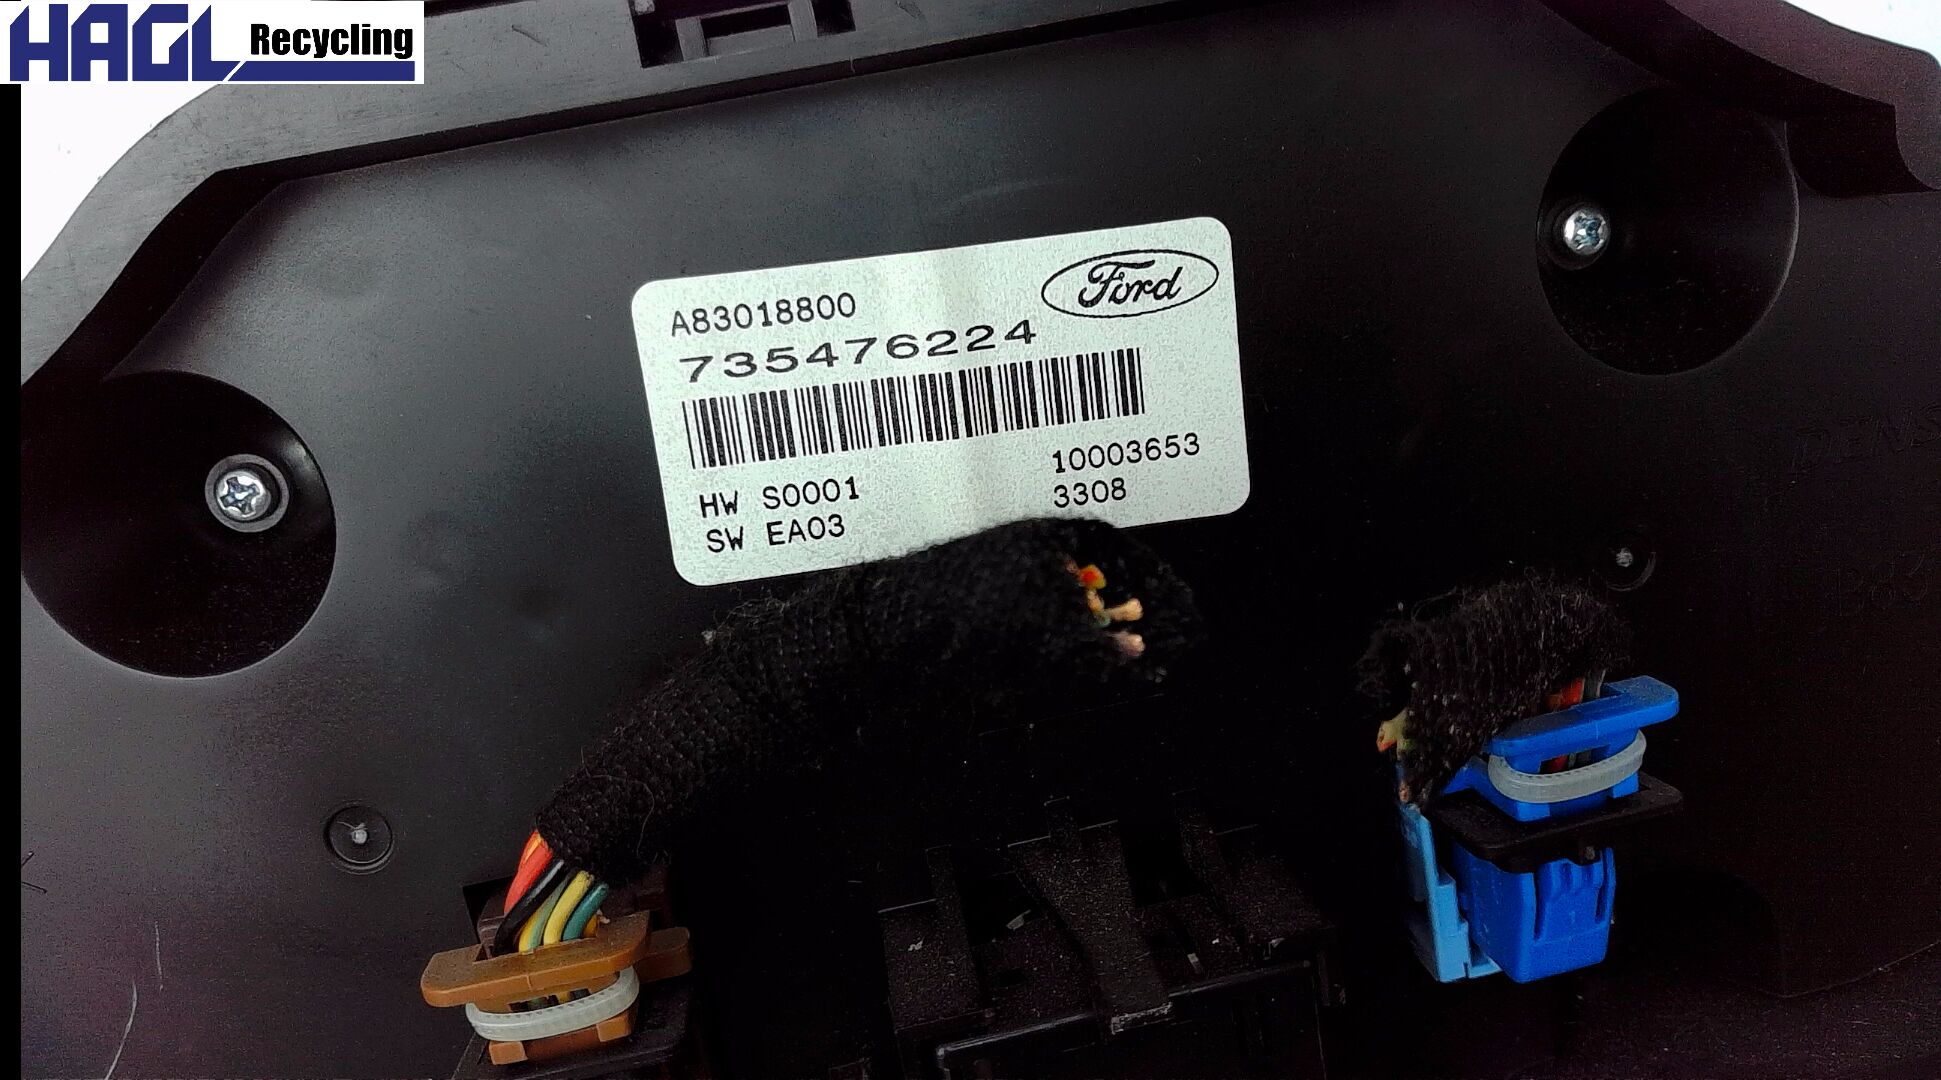 HAGL Recycling
Ford
A83018800
735476224
10003653
HW S0001
3308
SW EA03